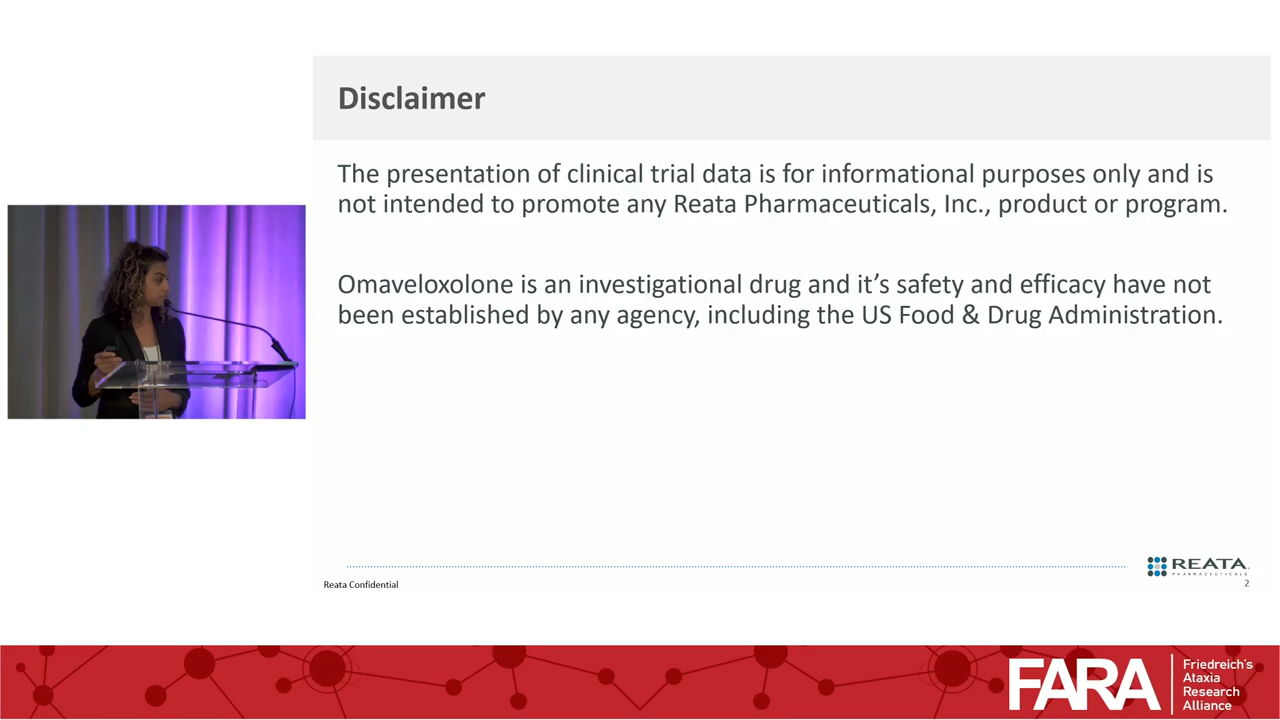 Disclaimer
The presentation of clinical trial data is for informational purposes only and is
not intended to promote any Reata Pharmaceuticals, Inc., product or program.
Omaveloxolone is an investigational drug and it’s safety and efficacy have not
been established by any agency, including the US Food & Drug Administration.
REATA
PHARMACEUTICALS
Reata Confidential
2
FARA
Friedreich’s
Ataxia
Research
Alliance